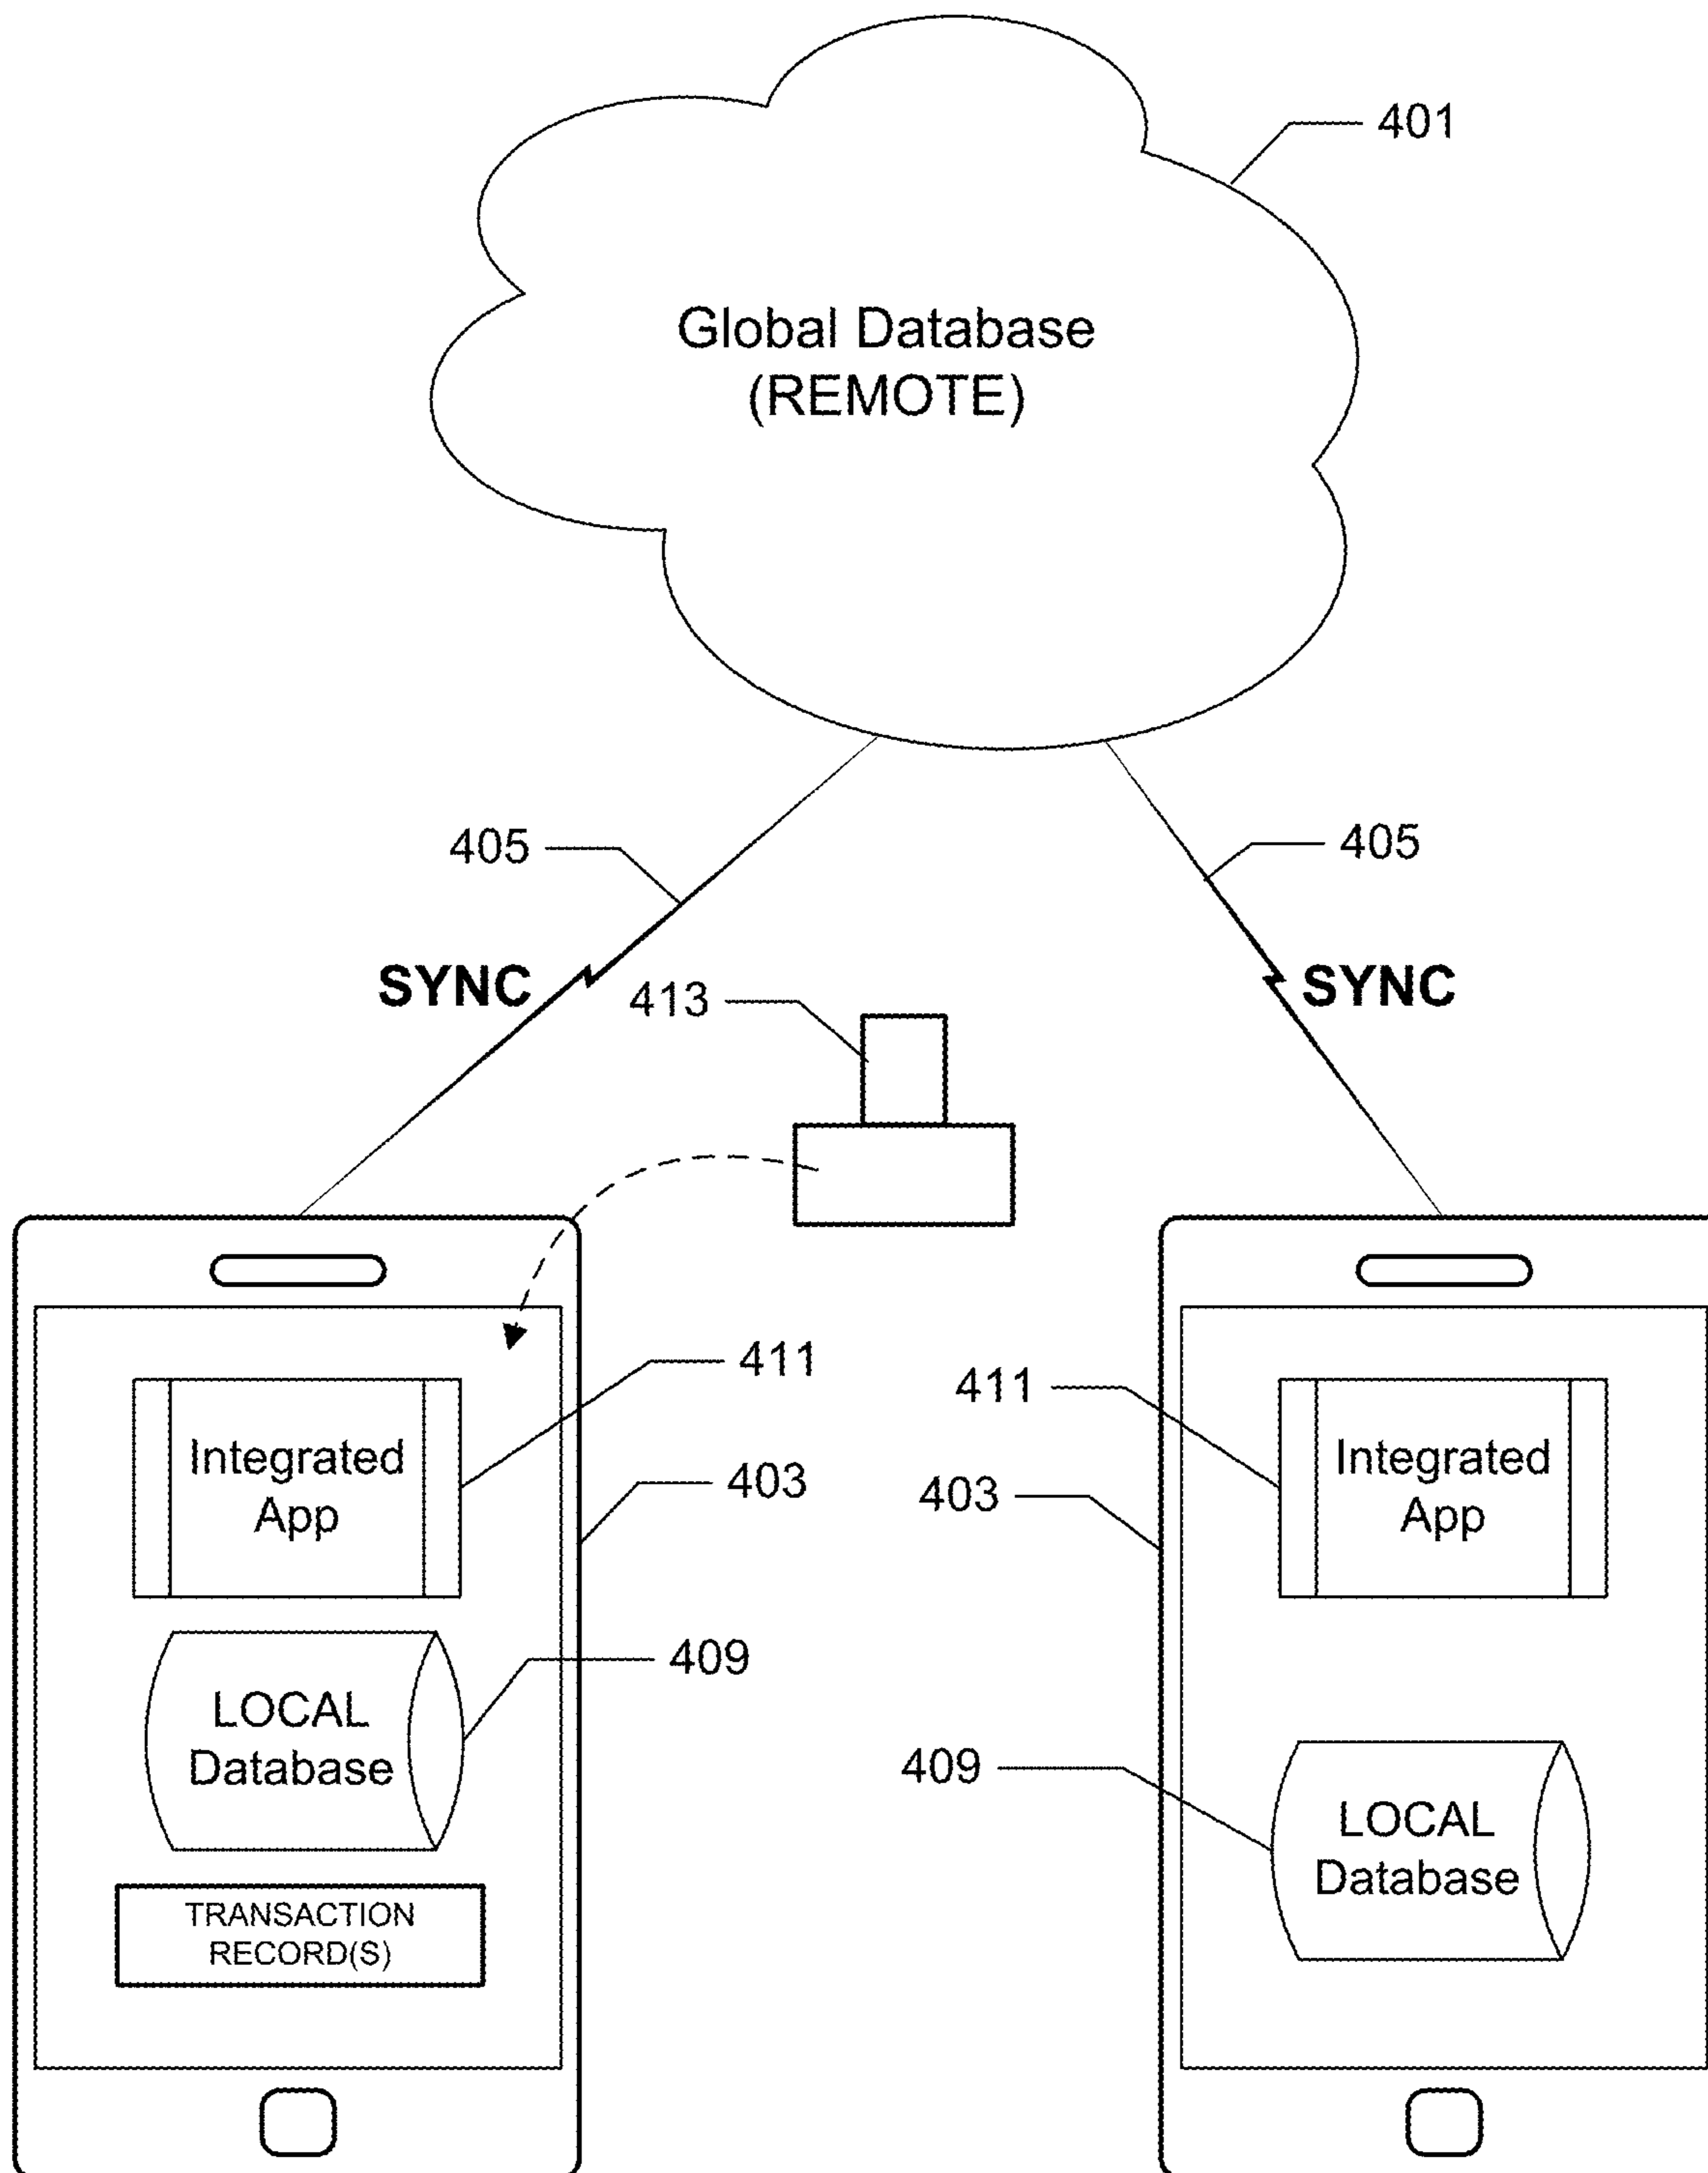 401
Global Database
(REMOTE)
405
405
SYNC
SYNC
413
411
411
Integrated
App
Integrated
App
403
403
409
LOCAL
Database
409
LOCAL
Database
TRANSACTION
RECORD(S)